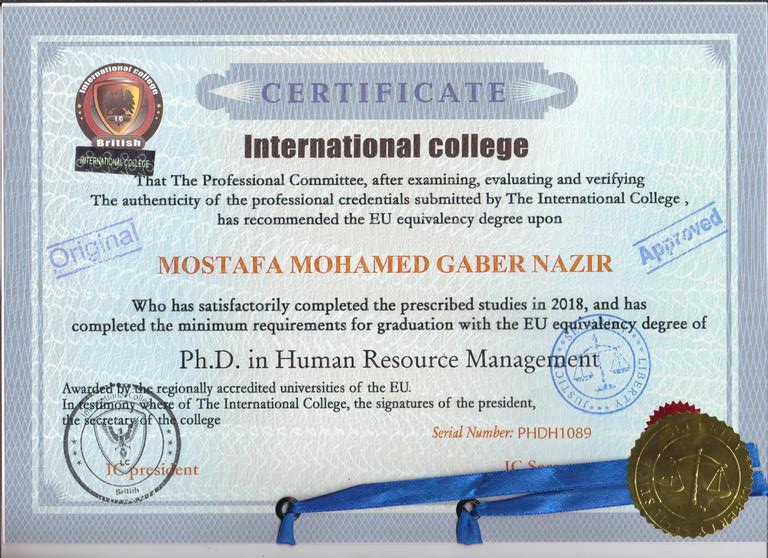 International college
I.C
British
INTERNATIONAL COLLEGE
CERTIFICATE
International college
That The Professional Committee, after examining, evaluating and verifying
The authenticity of the professional credentials submitted by The International College ,
has recommended the EU equivalency degree upon
Original
Approved
MOSTAFA MOHAMED GABER NAZIR
Who has satisfactorily completed the prescribed studies in 2018, and has
completed the minimum requirements for graduation with the EU equivalency degree of
Ph.D. in Human Resource Management
JUSTICE LIBERTY
Awarded by the regionally accredited universities of the EU.
In testimony where of The International College, the signatures of the president,
the secretary of the college
Serial Number: PHDH1089
International College
LC
British
IC president
IC